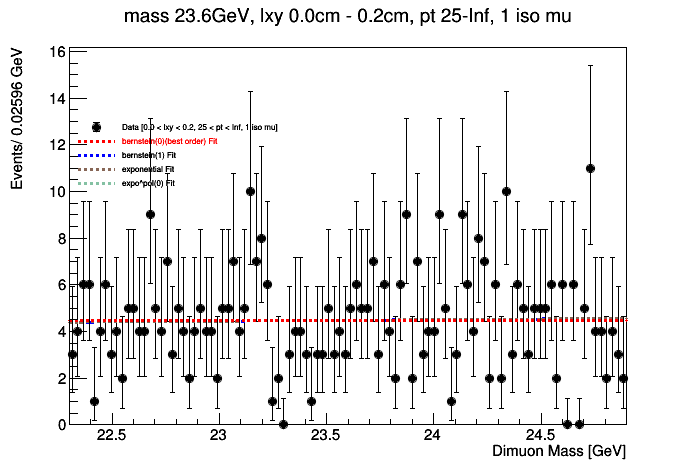 mass 23.6GeV, lxy 0.0cm - 0.2cm, pt 25-Inf, 1 iso mu
Events/ 0.02596 GeV
16
14
12
10
8
6
4
2
0
Data [0.0 < lxy < 0.2, 25 < pt < Inf, 1 iso mu]
bernstein(0)(best order) Fit
bernstein(1) Fit
exponential Fit
expo*pol(0) Fit
22.5
23
23.5
24
24.5
Dimuon Mass [GeV]